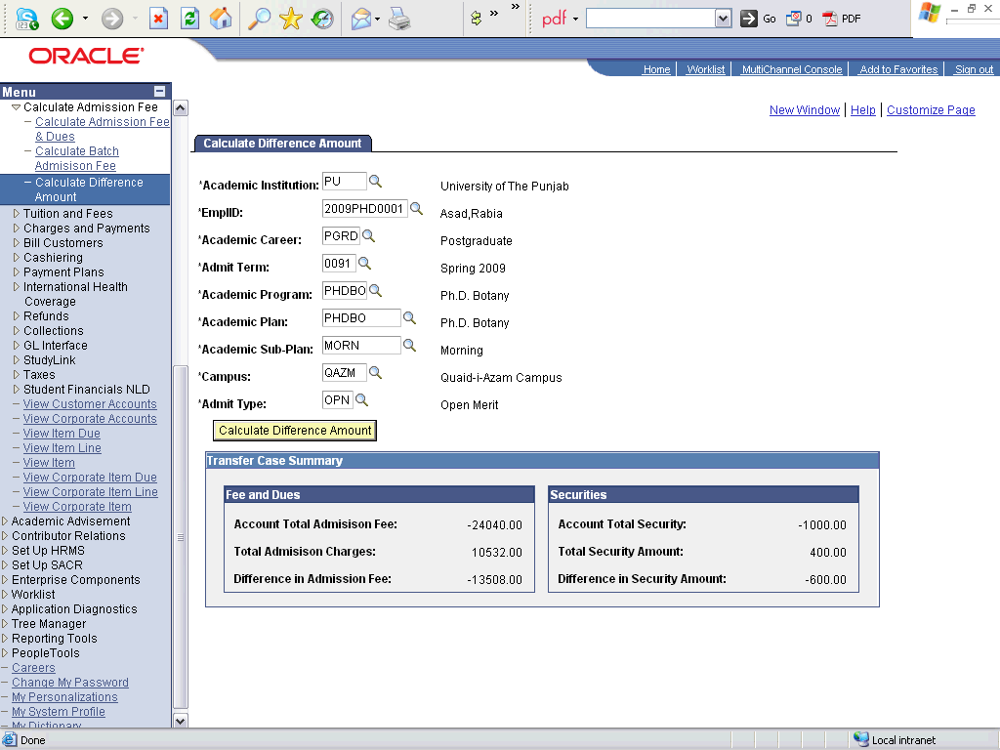 pdf
Go
0
PDF
ORACLE
Home
Worklist
MultiChannel Console
Add to Favorites
Sign out
Menu
Calculate Admission Fee
Calculate Admission Fee
& Dues
Calculate Batch
Admisison Fee
Calculate Difference
Amount
Tuition and Fees
Charges and Payments
Bill Customers
Cashiering
Payment Plans
International Health
Coverage
Refunds
Collections
GL Interface
StudyLink
Taxes
Student Financials NLD
View Customer Accounts
View Corporate Accounts
View Item Due
View Item Line
View Item
View Corporate Item Due
View Corporate Item Line
View Corporate Item
Academic Advisement
Contributor Relations
Set Up HRMS
Set Up SACR
Enterprise Components
Worklist
Application Diagnostics
Tree Manager
Reporting Tools
PeopleTools
Careers
Change My Password
My Personalizations
My System Profile
My Dictionary
New Window | Help | Customize Page
Calculate Difference Amount
*Academic Institution: PU University of The Punjab
*EmplID: 2009PHD0001 Asad,Rabia
*Academic Career: PGRD Postgraduate
*Admit Term: 0091 Spring 2009
*Academic Program: PHDBO Ph.D. Botany
*Academic Plan: PHDBO Ph.D. Botany
*Academic Sub-Plan: MORN Morning
*Campus: QAZM Quaid-i-Azam Campus
*Admit Type: OPN Open Merit
Calculate Difference Amount
Transfer Case Summary
Fee and Dues
Account Total Admisison Fee: -24040.00
Total Admisison Charges: 10532.00
Difference in Admission Fee: -13508.00
Securities
Account Total Security: -1000.00
Total Security Amount: 400.00
Difference in Security Amount: -600.00
Done
Local intranet